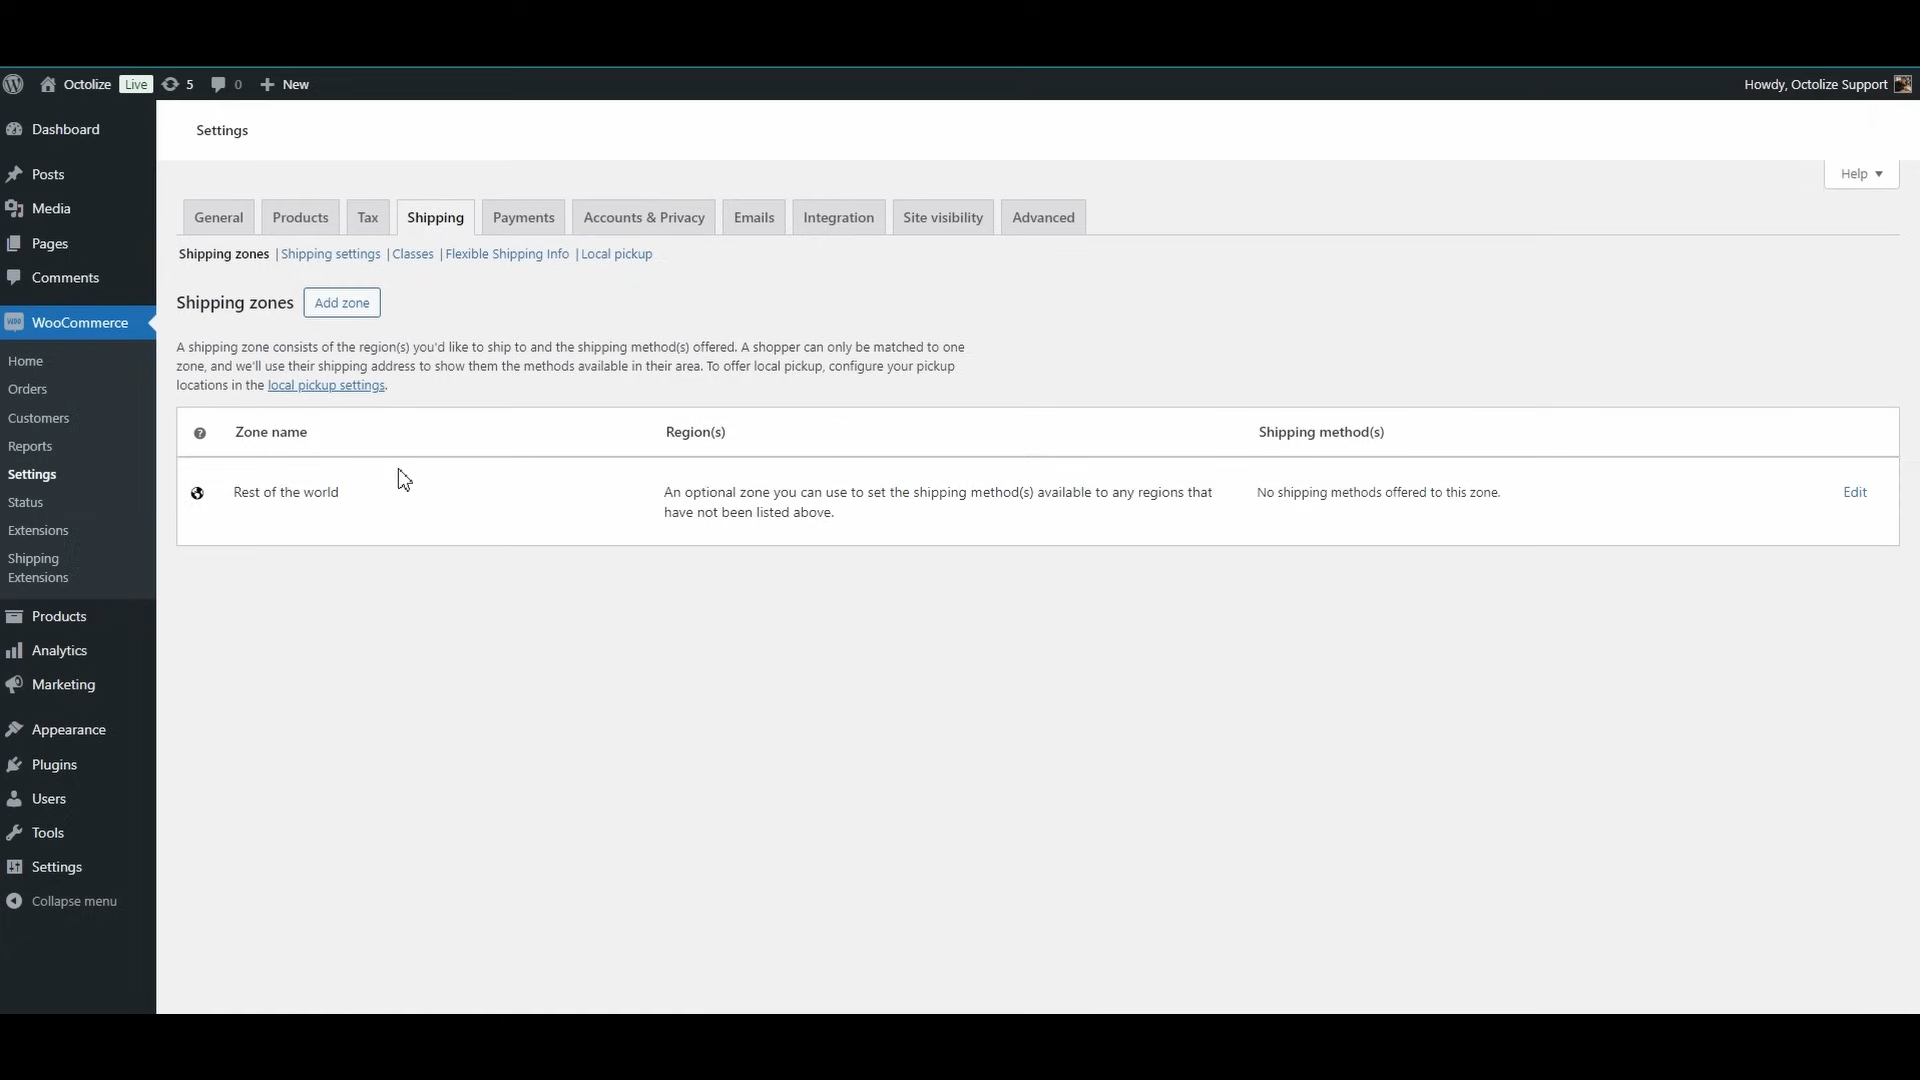 Octolize Live 5 0 New Howdy, Octolize Support
Dashboard
Posts
Media
Pages
Comments
WooCommerce
Home
Orders
Customers
Reports
Settings
Status
Extensions
Shipping
Extensions
Products
Analytics
Marketing
Appearance
Plugins
Users
Tools
Settings
Collapse menu
Settings
Help
General Products Tax Shipping Payments Accounts & Privacy Emails Integration Site visibility Advanced
Shipping zones | Shipping settings | Classes | Flexible Shipping Info | Local pickup
Shipping zones Add zone
A shipping zone consists of the region(s) you'd like to ship to and the shipping method(s) offered. A shopper can only be matched to one
zone, and we'll use their shipping address to show them the methods available in their area. To offer local pickup, configure your pickup
locations in the local pickup settings.
Zone name Region(s) Shipping method(s)
Rest of the world An optional zone you can use to set the shipping method(s) available to any regions that No shipping methods offered to this zone. Edit
have not been listed above.